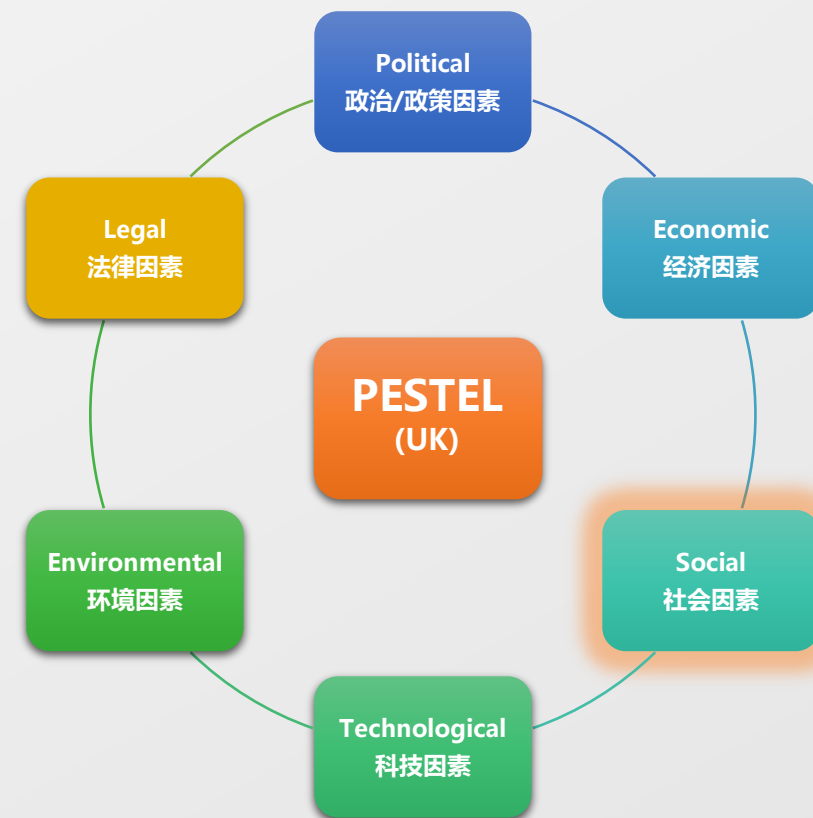 Political
政治/政策因素
Legal
法律因素
Economic
经济因素
PESTEL
(UK)
Environmental
环境因素
Social
社会因素
Technological
科技因素